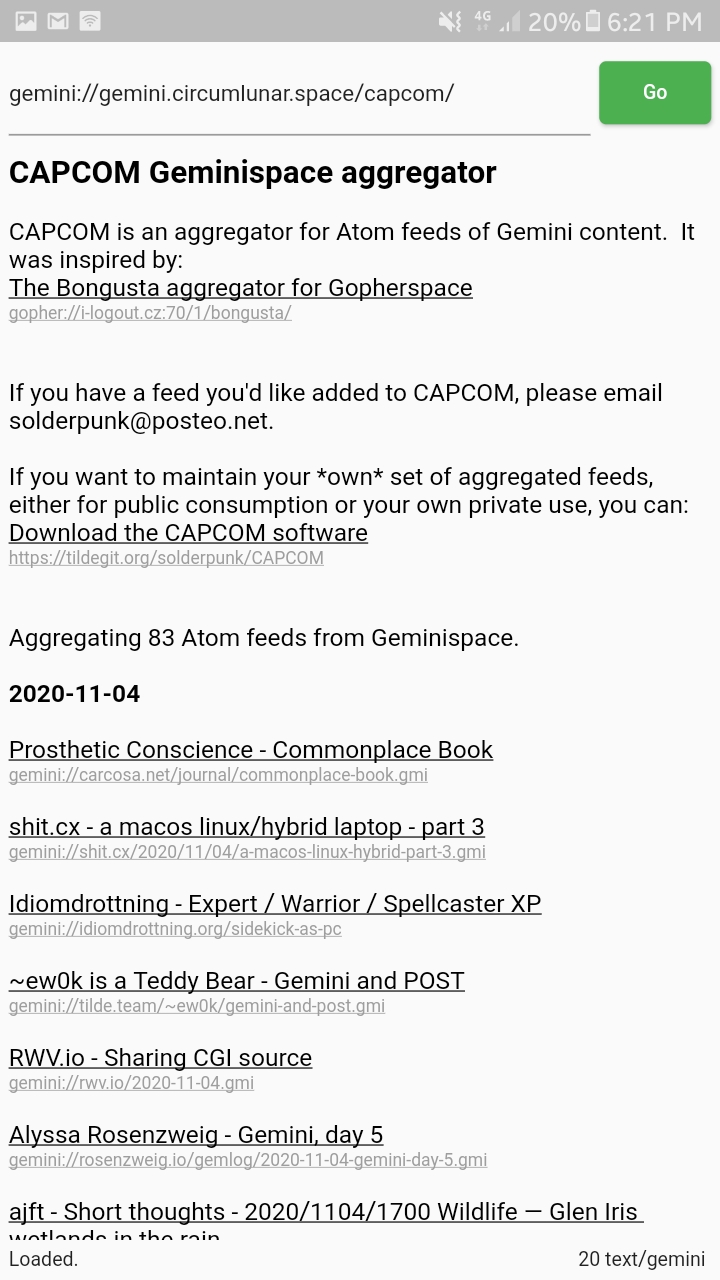 4G 20% 6:21 PM
gemini://gemini.circumlunar.space/capcom/ Go
CAPCOM Geminispace aggregator
CAPCOM is an aggregator for Atom feeds of Gemini content.  It
was inspired by:
The Bongusta aggregator for Gopherspace
gopher://i-logout.cz:70/1/bongusta/
If you have a feed you'd like added to CAPCOM, please email
solderpunk@posteo.net.
If you want to maintain your *own* set of aggregated feeds,
either for public consumption or your own private use, you can:
Download the CAPCOM software
https://tildegit.org/solderpunk/CAPCOM
Aggregating 83 Atom feeds from Geminispace.
2020-11-04
Prosthetic Conscience - Commonplace Book
gemini://carcosa.net/journal/commonplace-book.gmi
shit.cx - a macos linux/hybrid laptop - part 3
gemini://shit.cx/2020/11/04/a-macos-linux-hybrid-part-3.gmi
Idiomdrottning - Expert / Warrior / Spellcaster XP
gemini://idiomdrottning.org/sidekick-as-pc
~ew0k is a Teddy Bear - Gemini and POST
gemini://tilde.team/~ew0k/gemini-and-post.gmi
RWV.io - Sharing CGI source
gemini://rwv.io/2020-11-04.gmi
Alyssa Rosenzweig - Gemini, day 5
gemini://rosenzweig.io/gemlog/2020-11-04-gemini-day-5.gmi
ajft - Short thoughts - 2020/1104/1700 Wildlife — Glen Iris
wetlands in the rain
Loaded. 20 text/gemini